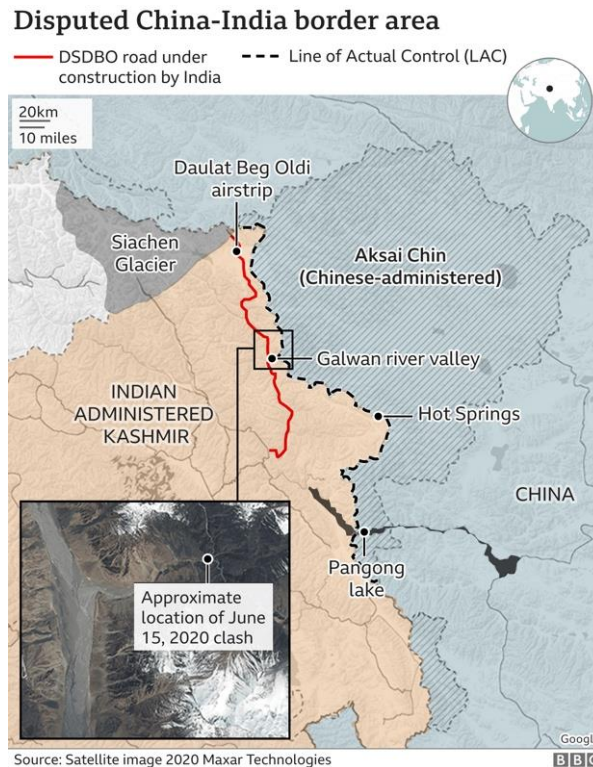 Disputed China-India border area
DSDBO road under
construction by India
Line of Actual Control (LAC)
20km
10 miles
Daulat Beg Oldi
airstrip
Siachen
Glacier
Aksai Chin
(Chinese-administered)
Galwan river valley
INDIAN
ADMINISTERED
KASHMIR
Hot Springs
CHINA
Pangong
lake
Approximate
location of June
15, 2020 clash
Source: Satellite image 2020 Maxar Technologies
BBC